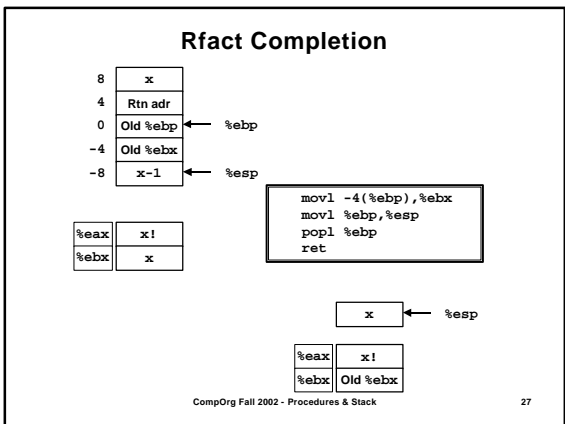 Rfact Completion
8 x
4 Rtn adr
0 Old %ebp %ebp
-4 Old %ebx
-8 x-1 %esp
movl -4(%ebp),%ebx
movl %ebp,%esp
popl %ebp
ret
%eax x!
%ebx x
x %esp
%eax x!
%ebx Old %ebx
CompOrg Fall 2002 - Procedures & Stack 27